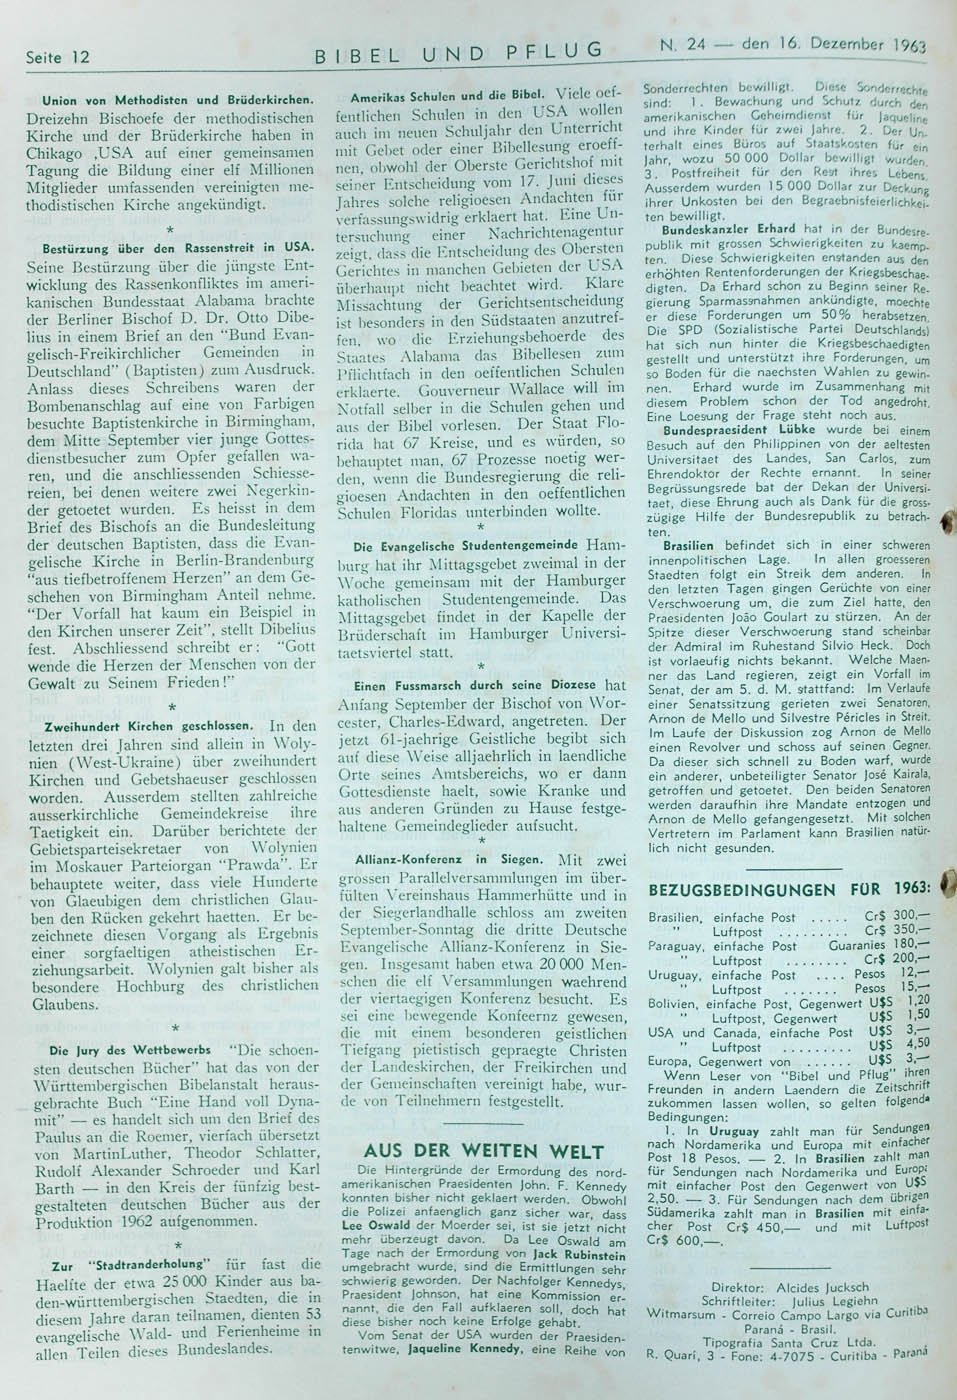 Seite 12
BIBEL UND PFLUG
N. 24 — den 16. Dezember 1963
Union von Methodisten und Brüderkirchen.
Dreizehn Bischoefe der methodistischen
Kirche und der Brüderkirche haben in
Chikago ,USA auf einer gemeinsamen
Tagung die Bildung einer elf Millionen
Mitglieder umfassenden vereinigten me-
thodistischen Kirche angekündigt.
*
Bestürzung über den Rassenstreit in USA.
Seine Bestürzung über die jüngste Ent-
wicklung des Rassenkonfliktes im ameri-
kanischen Bundesstaat Alabama brachte
der Berliner Bischof D. Dr. Otto Dibe-
lius in einem Brief an den "Bund Evan-
gelisch-Freikirchlicher Gemeinden in
Deutschland" (Baptisten) zum Ausdruck.
Anlass dieses Schreibens waren der
Bombenanschlag auf eine von Farbigen
besuchte Baptistenkirche in Birmingham,
dem Mitte September vier junge Gottes-
dienstbesucher zum Opfer gefallen wa-
ren, und die anschliessenden Schiesse-
reien, bei denen weitere zwei Negerkin-
der getoetet wurden. Es heisst in dem
Brief des Bischofs an die Bundesleitung
der deutschen Baptisten, dass die Evan-
gelische Kirche in Berlin-Brandenburg
"aus tiefbetroffenem Herzen" an dem Ge-
schehen von Birmingham Anteil nehme.
"Der Vorfall hat kaum ein Beispiel in
den Kirchen unserer Zeit", stellt Dibelius
fest. Abschliessend schreibt er: "Gott
wende die Herzen der Menschen von der
Gewalt zu Seinem Frieden!"
*
Zweihundert Kirchen geschlossen. In den
letzten drei Jahren sind allein in Woly-
nien (West-Ukraine) über zweihundert
Kirchen und Gebetshaeuser geschlossen
worden. Ausserdem stellten zahlreiche
ausserkirchliche Gemeindekreise ihre
Taetigkeit ein. Darüber berichtete der
Gebietsparteisekretaer von Wolynien
im Moskauer Parteiorgan "Prawda". Er
behauptete weiter, dass viele Hunderte
von Glaeubigen dem christlichen Glau-
ben den Rücken gekehrt haetten. Er be-
zeichnete diesen Vorgang als Ergebnis
einer sorgfaeltigen atheistischen Er-
ziehungsarbeit. Wolynien galt bisher als
besondere Hochburg des christlichen
Glaubens.
*
Die Jury des Wettbewerbs "Die schoen-
sten deutschen Bücher" hat das von der
Württembergischen Bibelanstalt heraus-
gebrachte Buch "Eine Hand voll Dyna-
mit" — es handelt sich um den Brief des
Paulus an die Roemer, vierfach übersetzt
von MartinLuther, Theodor Schlatter,
Rudolf Alexander Schroeder und Karl
Barth — in den Kreis der fünfzig best-
gestalteten deutschen Bücher aus der
Produktion 1962 aufgenommen.
*
Zur "Stadtranderholung" für fast die
Haelfte der etwa 25 000 Kinder aus ba-
den-württembergischen Staedten, die in
diesem Jahre daran teilnamen, dienten 53
evangelische Wald- und Ferienheime in
allen Teilen dieses Bundeslandes.
Amerikas Schulen und die Bibel. Viele oef-
fentlichen Schulen in den USA wollen
auch im neuen Schuljahr den Unterricht
mit Gebet oder einer Bibellesung eroeff-
nen, obwohl der Oberste Gerichtshof mit
seiner Entscheidung vom 17. Juni dieses
Jahres solche religioesen Andachten für
verfassungswidrig erklaert hat. Eine Un-
tersuchung einer Nachrichtenagentur
zeigt, dass die Entscheidung des Obersten
Gerichtes in manchen Gebieten der USA
überhaupt nicht beachtet wird. Klare
Missachtung der Gerichtsentscheidung
ist besonders in den Südstaaten anzutref-
fen, wo die Erziehungsbehoerde des
Staates Alabama das Bibellesen zum
Pflichtfach in den oeffentlichen Schulen
erklaerte. Gouverneur Wallace will im
Notfall selber in die Schulen gehen und
aus der Bibel vorlesen. Der Staat Flo-
rida hat 67 Kreise, und es würden, so
behauptet man, 67 Prozesse noetig wer-
den, wenn die Bundesregierung die reli-
gioesen Andachten in den oeffentlichen
Schulen Floridas unterbinden wollte.
*
Die Evangelische Studentengemeinde Ham-
burg hat ihr Mittagsgebet zweimal in der
Woche gemeinsam mit der Hamburger
katholischen Studentengemeinde. Das
Mittagsgebet findet in der Kapelle der
Brüderschaft im Hamburger Universi-
taetsviertel statt.
*
Einen Fussmarsch durch seine Diozese hat
Anfang September der Bischof von Wor-
cester, Charles-Edward, angetreten. Der
jetzt 61-jaehrige Geistliche begibt sich
auf diese Weise alljaehrlich in laendliche
Orte seines Amtsbereichs, wo er dann
Gottesdienste haelt, sowie Kranke und
aus anderen Gründen zu Hause festge-
haltene Gemeindeglieder aufsucht.
*
Allianz-Konferenz in Siegen. Mit zwei
grossen Parallelversammlungen im über-
fülten Vereinshaus Hammerhütte und in
der Siegerlandhalle schloss am zweiten
September-Sonntag die dritte Deutsche
Evangelische Allianz-Konferenz in Sie-
gen. Insgesamt haben etwa 20 000 Men-
schen die elf Versammlungen waehrend
der viertaegigen Konferenz besucht. Es
sei eine bewegende Konfeernz gewesen,
die mit einem besonderen geistlichen
Tiefgang pietistisch gepraegte Christen
der Landeskirchen, der Freikirchen und
der Gemeinschaften vereinigt habe, wur-
de von Teilnehmern festgestellt.
AUS DER WEITEN WELT
Die Hintergründe der Ermordung des nord-
amerikanischen Praesidenten John. F. Kennedy
konnten bisher nicht geklaert werden. Obwohl
die Polizei anfaenglich ganz sicher war, dass
Lee Oswald der Moerder sei, ist sie jetzt nicht
mehr überzeugt davon. Da Lee Oswald am
Tage nach der Ermordung von Jack Rubinstein
umgebracht wurde, sind die Ermittlungen sehr
schwierig geworden. Der Nachfolger Kennedys,
Praesident Johnson, hat eine Kommission er-
nannt, die den Fall aufklaeren soll, doch hat
diese bisher noch keine Erfolge gehabt.
Vom Senat der USA wurden der Praesiden-
tenwitwe, Jaqueline Kennedy, eine Reihe von
Sonderrechten bewilligt. Diese Sonderrechte
sind: 1. Bewachung und Schutz durch den
amerikanischen Geheimdienst für Jaqueline
und ihre Kinder für zwei Jahre. 2. Der Un-
terhalt eines Büros auf Staatskosten für ein
Jahr, wozu 50 000 Dollar bewilligt wurden.
3. Postfreiheit für den Rest ihres Lebens.
Ausserdem wurden 15 000 Dollar zur Deckung
ihrer Unkosten bei den Begraebnisfeierlichkei-
ten bewilligt.
Bundeskanzler Erhard hat in der Bundesre-
publik mit grossen Schwierigkeiten zu kaemp-
ten. Diese Schwierigkeiten enstanden aus den
erhöhten Rentenforderungen der Kriegsbeschae-
digten. Da Erhard schon zu Beginn seiner Re-
gierung Sparmassnahmen ankündigte, moechte
er diese Forderungen um 50% herabsetzen.
Die SPD (Sozialistische Partei Deutschlands)
hat sich nun hinter die Kriegsbeschaedigten
gestellt und unterstützt ihre Forderungen, um
so Boden für die naechsten Wahlen zu gewin-
nen. Erhard wurde im Zusammenhang mit
diesem Problem schon der Tod angedroht.
Eine Loesung der Frage steht noch aus.
Bundespraesident Lübke wurde bei einem
Besuch auf den Philippinen von der aeltesten
Universitaet des Landes, San Carlos, zum
Ehrendoktor der Rechte ernannt. In seiner
Begrüssungsrede bat der Dekan der Universi-
taet, diese Ehrung auch als Dank für die gross-
zügige Hilfe der Bundesrepublik zu betrach-
ten.
Brasilien befindet sich in einer schweren
innenpolitischen Lage. In allen groesseren
Staedten folgt ein Streik dem anderen. In
den letzten Tagen gingen Gerüchte von einer
Verschwoerung um, die zum Ziel hatte, den
Praesidenten João Goulart zu stürzen. An der
Spitze dieser Verschwoerung stand scheinbar
der Admiral im Ruhestand Silvio Heck. Doch
ist vorlaeufig nichts bekannt. Welche Maen-
ner das Land regieren, zeigt ein Vorfall im
Senat, der am 5. d. M. stattfand: Im Verlaufe
einer Senatssitzung gerieten zwei Senatoren,
Arnon de Mello und Silvestre Péricles in Streit.
Im Laufe der Diskussion zog Arnon de Mello
einen Revolver und schoss auf seinen Gegner.
Da dieser sich schnell zu Boden warf, wurde
ein anderer, unbeteiligter Senator José Kairala,
getroffen und getoetet. Den beiden Senatoren
werden daraufhin ihre Mandate entzogen und
Arnon de Mello gefangengesetzt. Mit solchen
Vertretern im Parlament kann Brasilien natür-
lich nicht gesunden.
BEZUGSBEDINGUNGEN FÜR 1963:
Brasilien, einfache Post ..... Cr$ 300,—
" Luftpost ......... Cr$ 350,—
Paraguay, einfache Post Guaranies 180,—
" Luftpost ........ Cr$ 200,—
Uruguay, einfache Post .... Pesos 12,—
" Luftpost ....... Pesos 15,—
Bolivien, einfache Post, Gegenwert U$S 1,20
" Luftpost, Gegenwert U$S 1,50
USA und Canada, einfache Post U$S 3,—
" Luftpost ......... U$S 4,50
Europa, Gegenwert von ...... U$S 3,—
Wenn Leser von "Bibel und Pflug" ihren
Freunden in andern Laendern die Zeitschrift
zukommen lassen wollen, so gelten folgende
Bedingungen:
1. In Uruguay zahlt man für Sendungen
nach Nordamerika und Europa mit einfacher
Post 18 Pesos. — 2. In Brasilien zahlt man
für Sendungen nach Nordamerika und Europa
mit einfacher Post den Gegenwert von U$S
2,50. — 3. Für Sendungen nach dem übrigen
Südamerika zahlt man in Brasilien mit einfa-
cher Post Cr$ 450,— und mit Luftpost
Cr$ 600,—.
Direktor: Alcides Jucksch
Schriftleiter: Julius Legiehn
Witmarsum - Correio Campo Largo via Curitiba
Paraná - Brasil.
Tipografia Santa Cruz Ltda.
R. Quarí, 3 - Fone: 4-7075 - Curitiba - Paraná